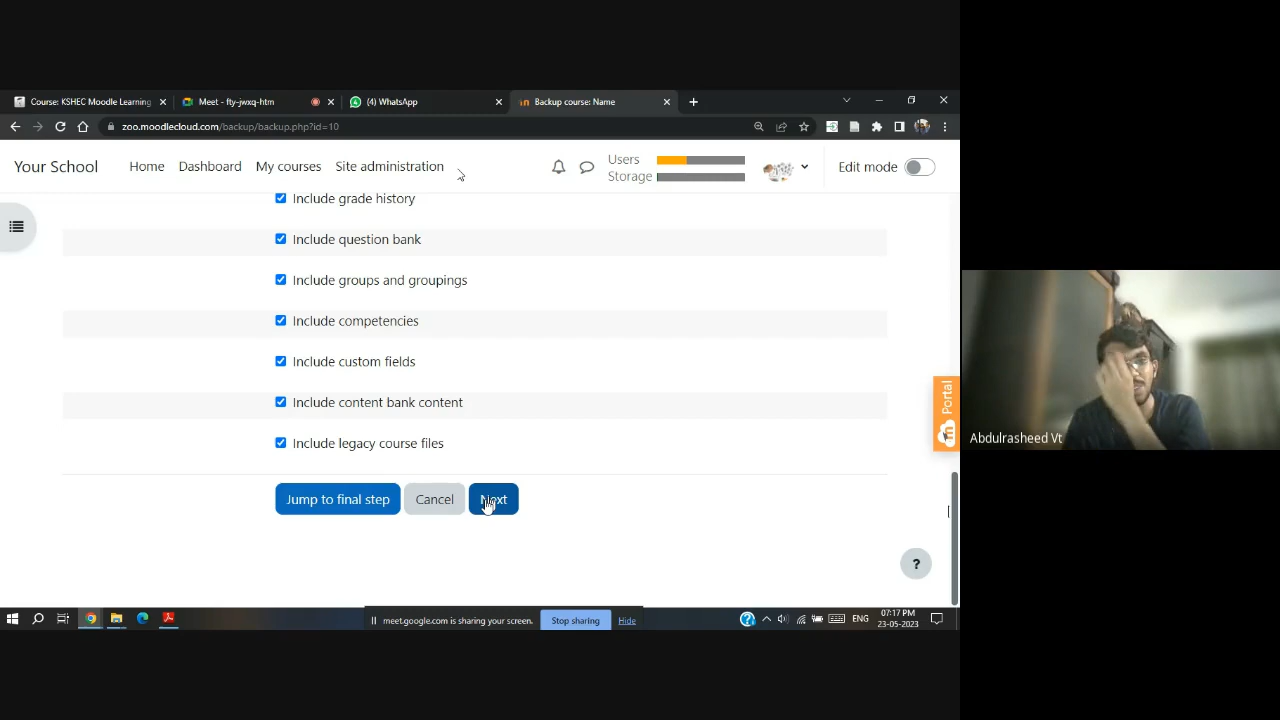 Course: KSHEC Moodle Learning
Meet - fty-jwxq-htm
(4) WhatsApp
Backup course: Name
zoo.moodlecloud.com/backup/backup.php?id=10
Your School
Home
Dashboard
My courses
Site administration
Users
Storage
Edit mode
Include grade history
Include question bank
Include groups and groupings
Include competencies
Include custom fields
Include content bank content
Include legacy course files
Jump to final step
Cancel
Next
Portal
?
Abdulrasheed Vt
meet.google.com is sharing your screen.
Stop sharing
Hide
ENG
07:17 PM
23-05-2023